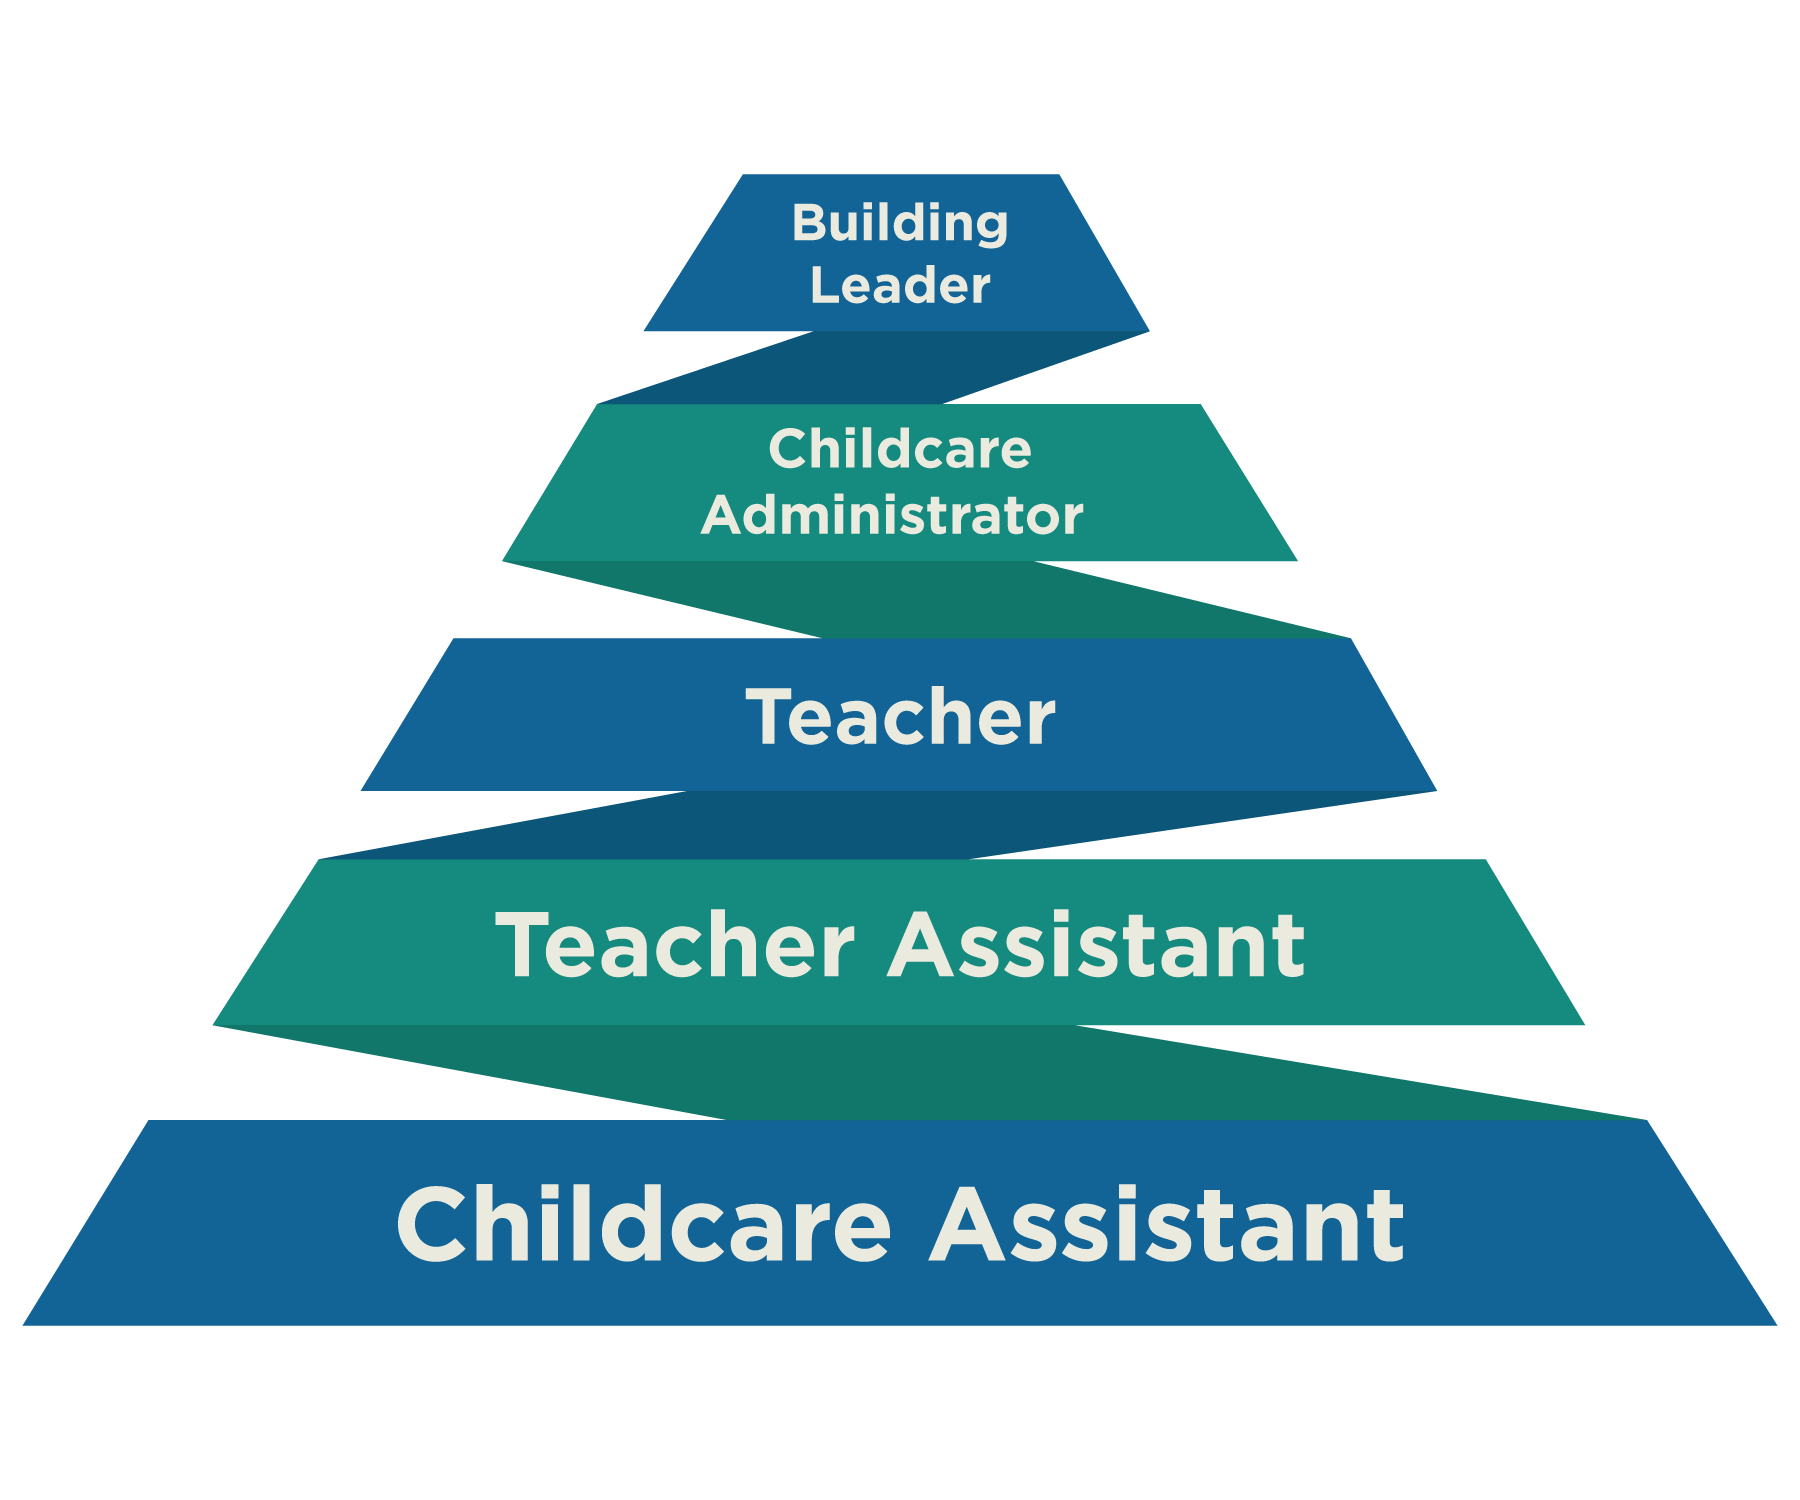 Building
Leader
Childcare
Administrator
Teacher
Teacher Assistant
Childcare Assistant